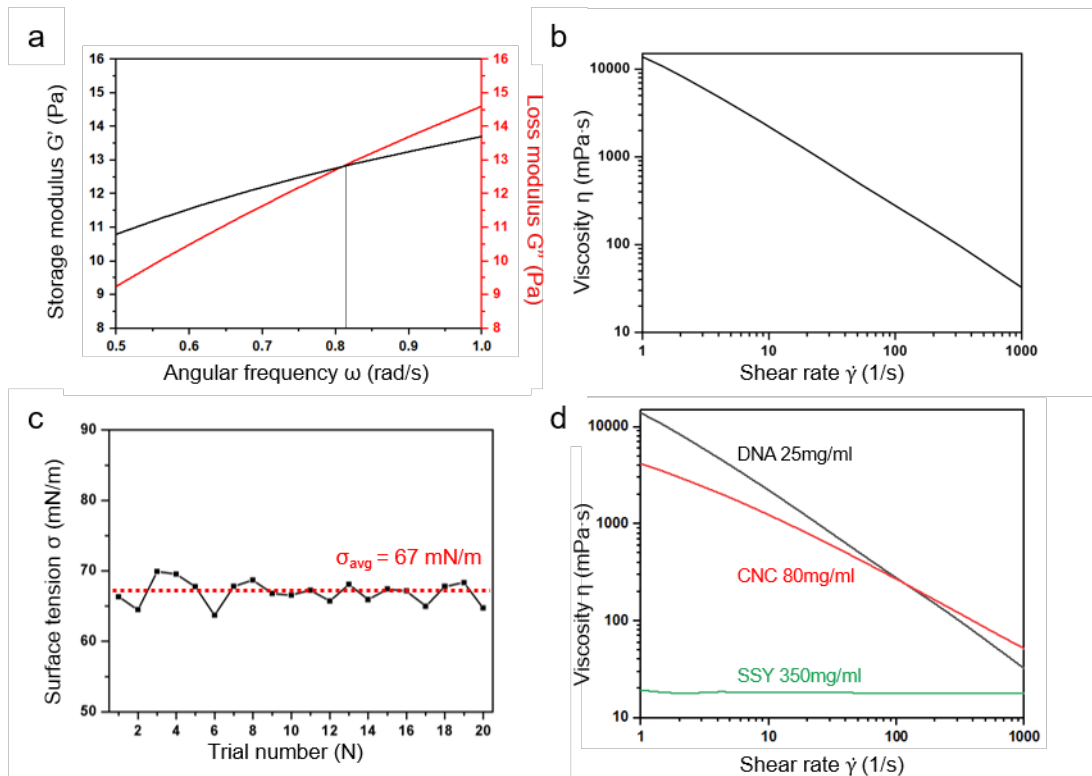 a
16
15
14
13
12
11
10
9
8
Storage modulus G' (Pa)
16
15
14
13
12
11
10
9
8
Loss modulus G'' (Pa)
0.5 0.6 0.7 0.8 0.9 1.0
Angular frequency ω (rad/s)
b
10000
1000
100
10
Viscosity η (mPa·s)
1 10 100 1000
Shear rate γ̇ (1/s)
c
90
80
70
60
50
Surface tension σ (mN/m)
σavg = 67 mN/m
2 4 6 8 10 12 14 16 18 20
Trial number (N)
d
10000
1000
100
10
Viscosity η (mPa·s)
DNA 25mg/ml
CNC 80mg/ml
SSY 350mg/ml
1 10 100 1000
Shear rate γ̇ (1/s)